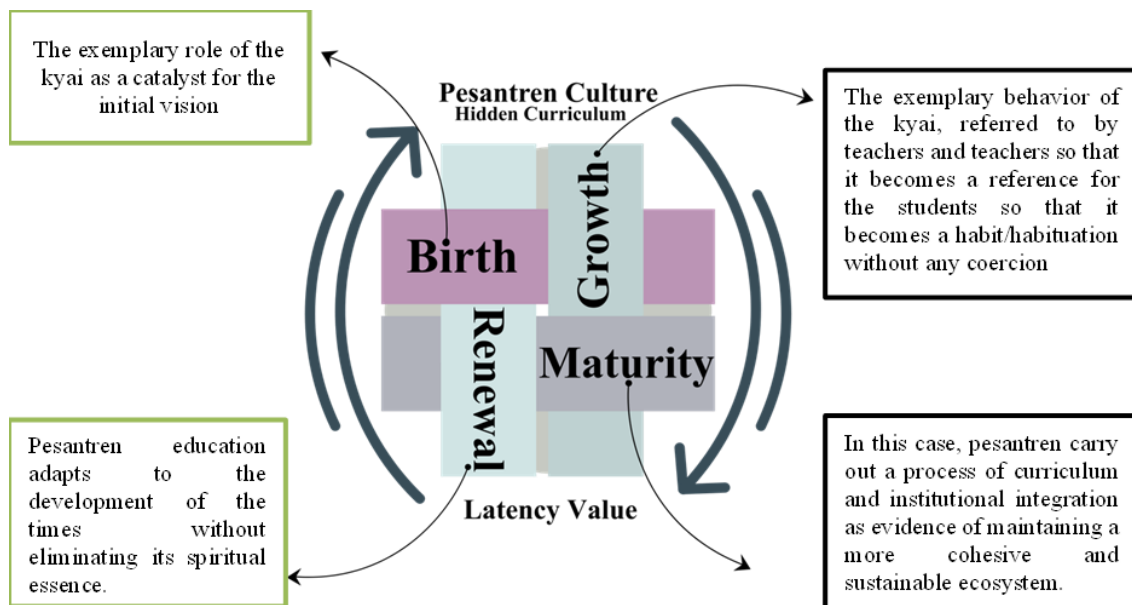 The exemplary role of the
kyai as a catalyst for the
initial vision
Pesantren Culture
Hidden Curriculum
The exemplary behavior of
the kyai, referred to by
teachers and teachers so that
it becomes a reference for
the students so that it
becomes a habit/habituation
without any coercion
Birth
Growth
Renewal
Maturity
Pesantren education
adapts to the
development of the
times without
eliminating its spiritual
essence.
Latency Value
In this case, pesantren carry
out a process of curriculum
and institutional integration
as evidence of maintaining a
more cohesive and
sustainable ecosystem.